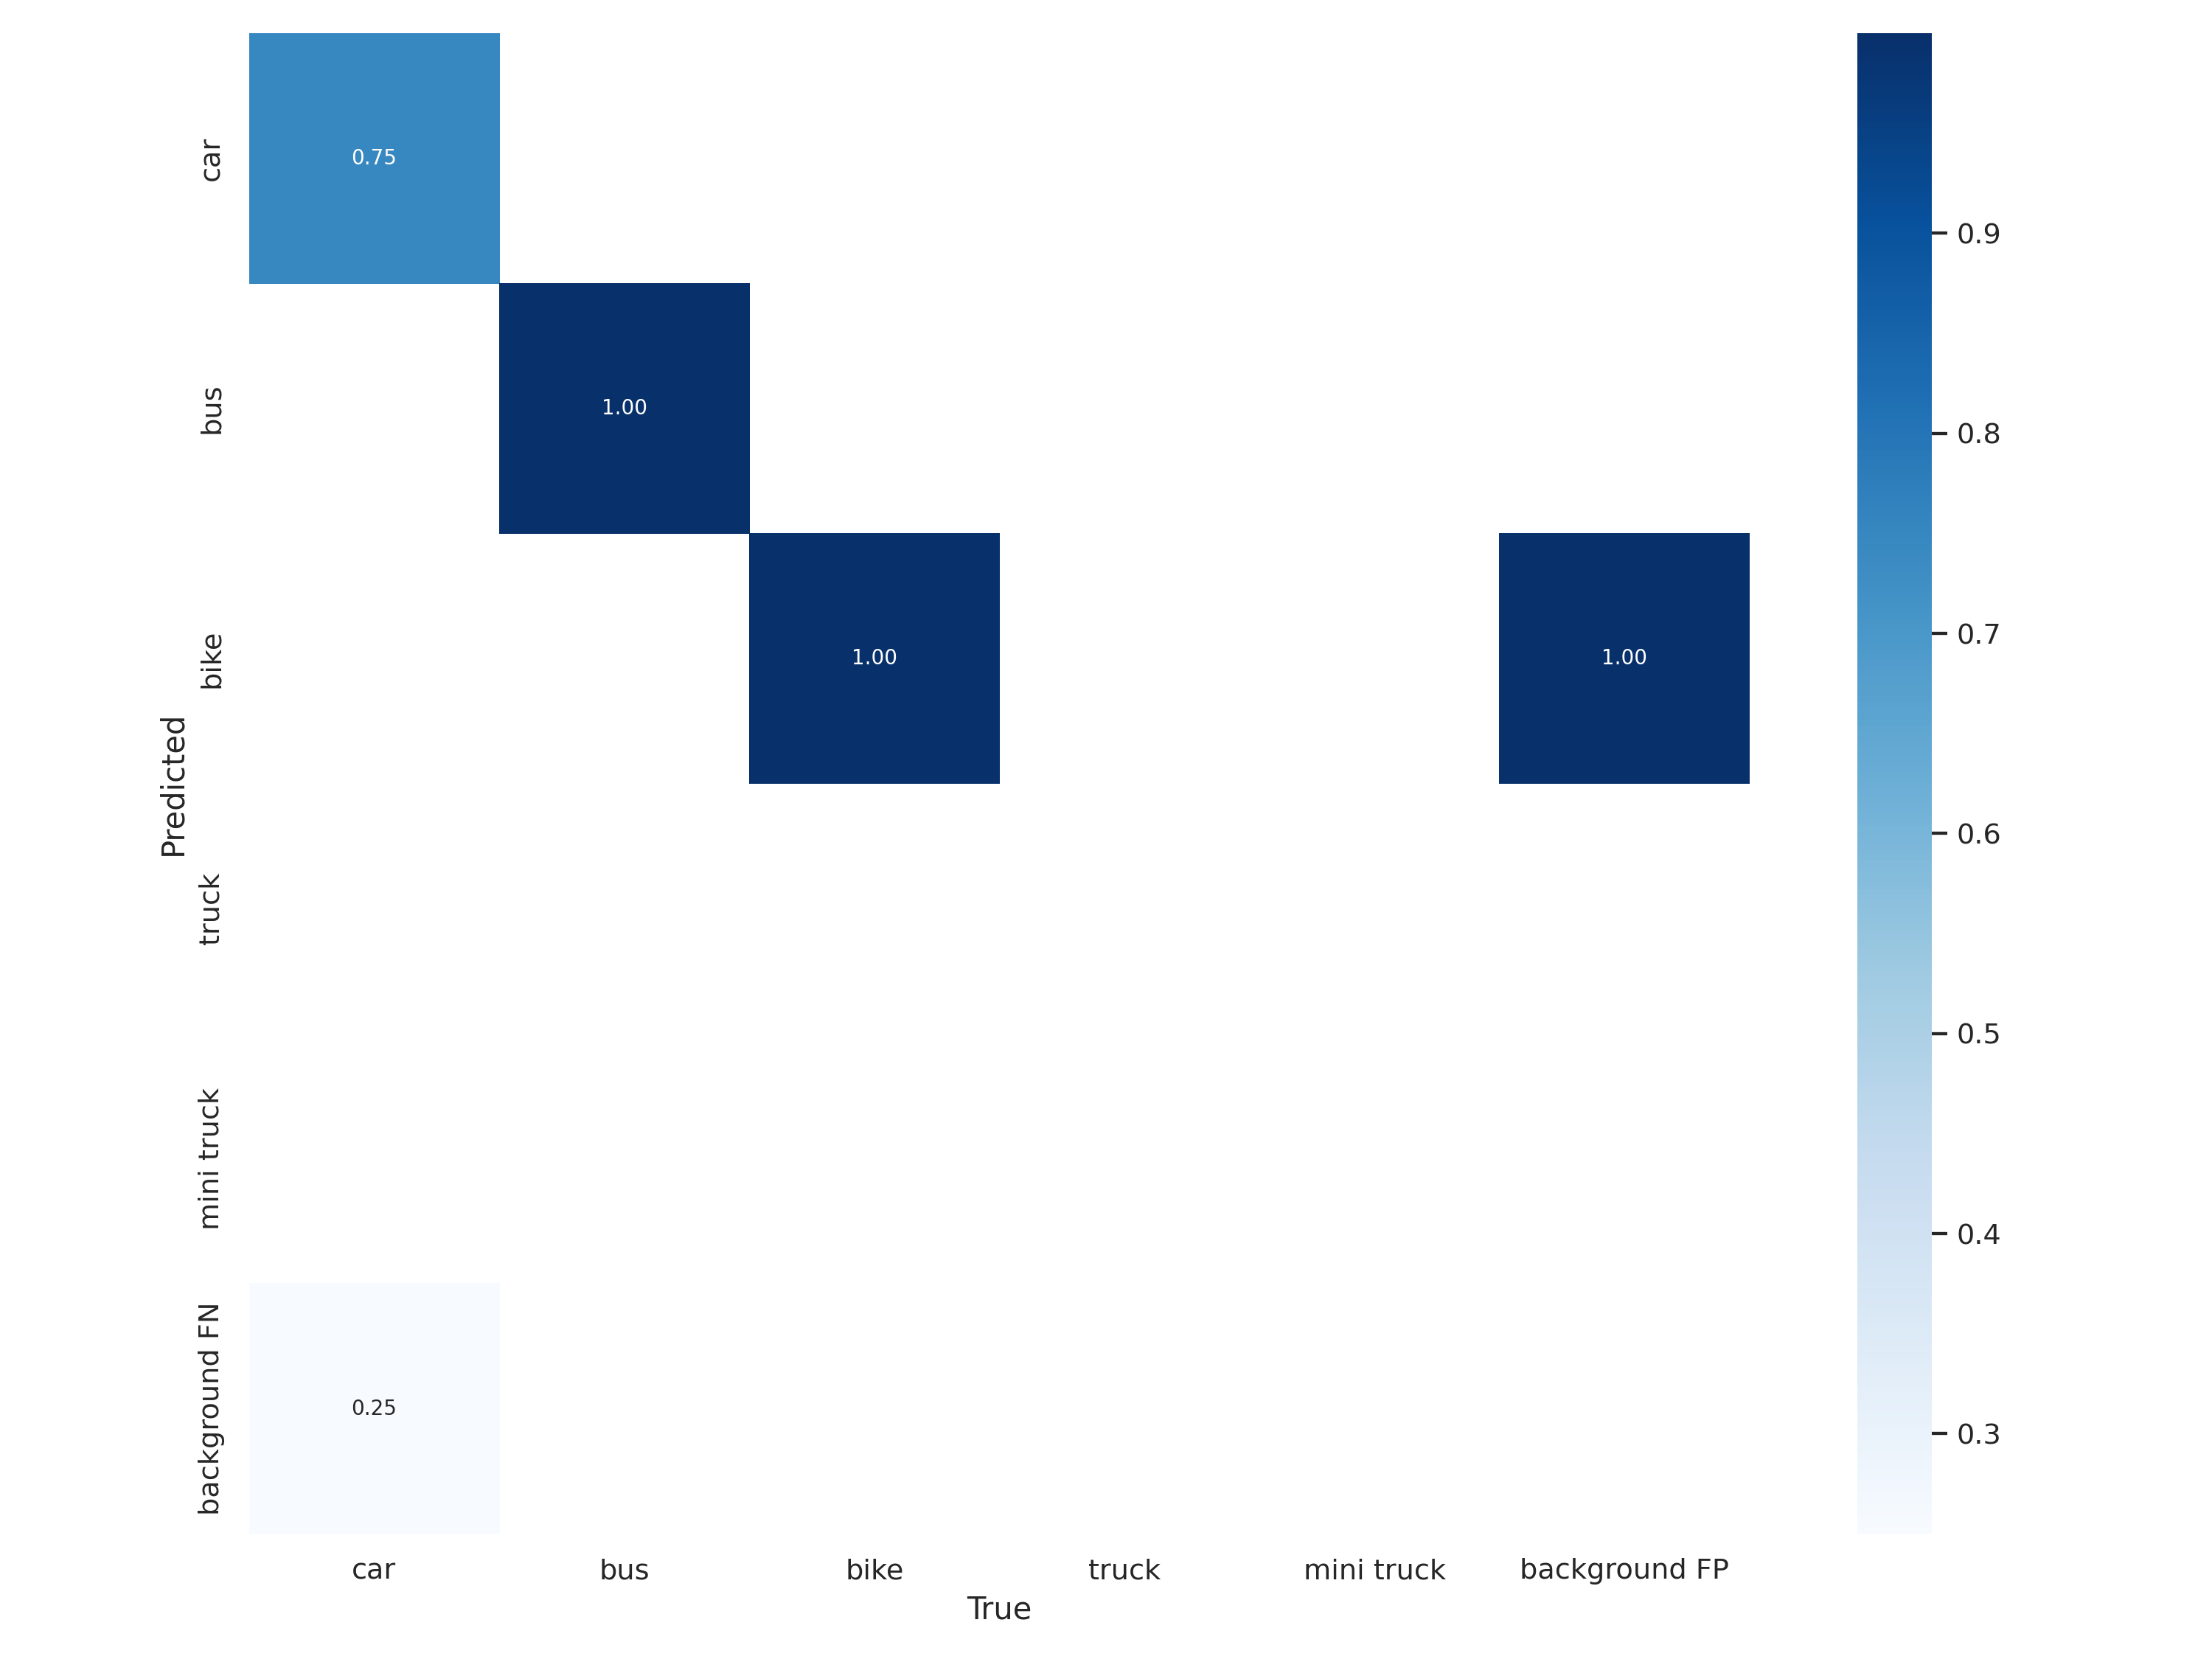 Predicted
car
bus
bike
truck
mini truck
background FN
0.75
1.00
1.00
1.00
0.25
car
bus
bike
truck
mini truck
background FP
True
0.9
0.8
0.7
0.6
0.5
0.4
0.3